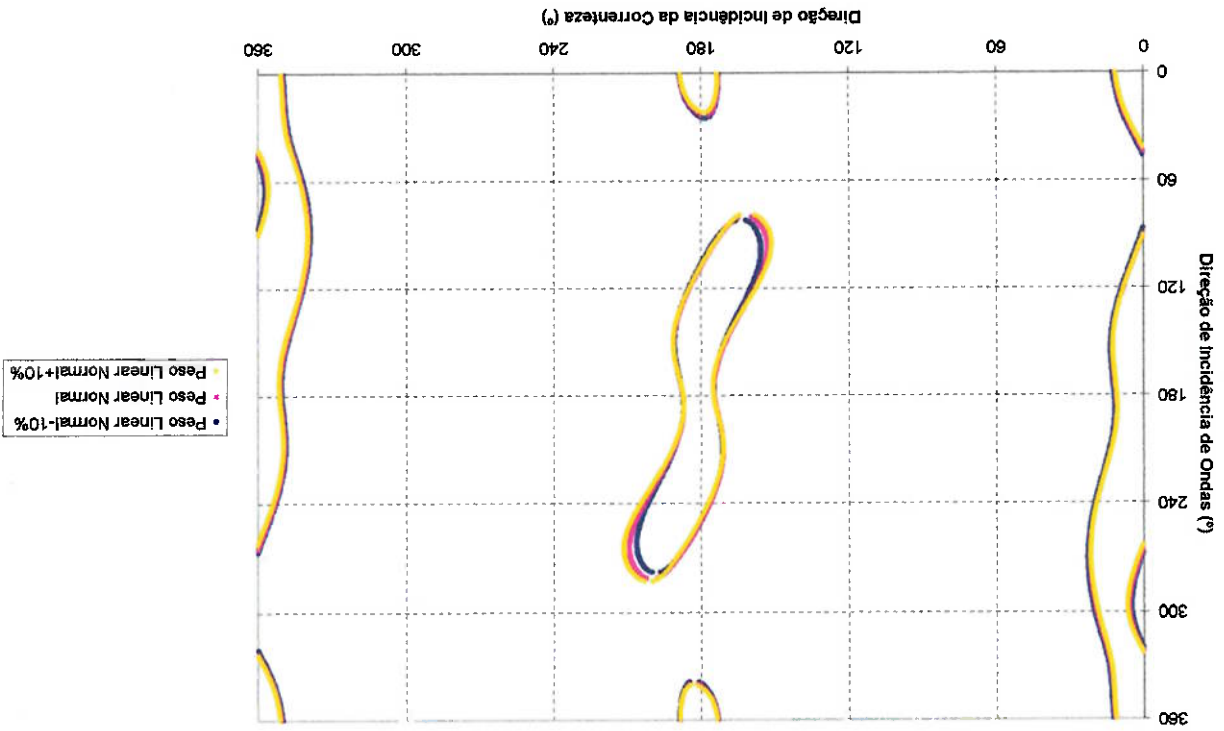 Direção de Incidência de Ondas (º)
360
300
240
180
120
60
0
0
60
120
180
240
300
360
Direção de Incidência da Correnteza (º)
Peso Linear Normal-10%
Peso Linear Normal
Peso Linear Normal+10%